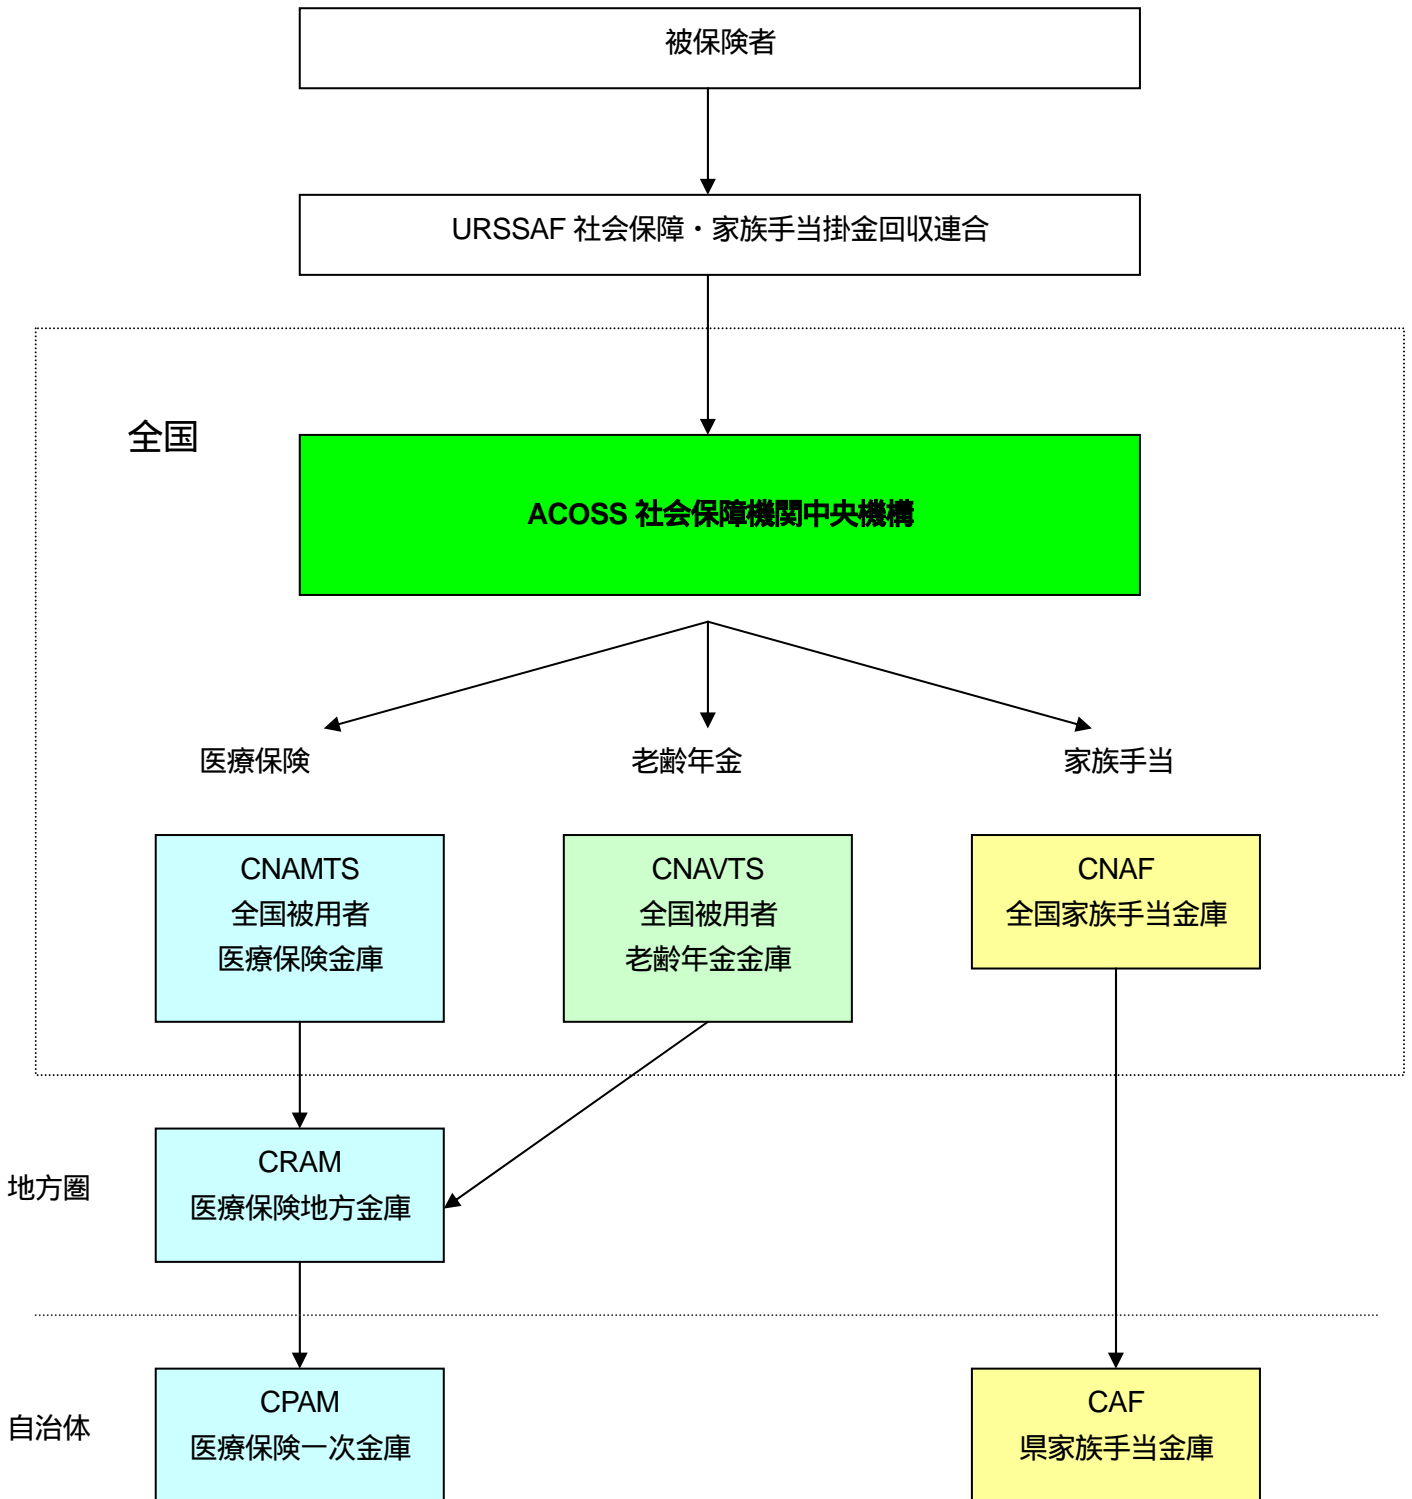 被保険者
URSSAF 社会保障・家族手当掛金回収連合
全国
ACOSS 社会保障機関中央機構
医療保険
老齢年金
家族手当
CNAMTS
全国被用者
医療保険金庫
CNAVTS
全国被用者
老齢年金金庫
CNAF
全国家族手当金庫
地方圏
CRAM
医療保険地方金庫
自治体
CPAM
医療保険一次金庫
CAF
県家族手当金庫